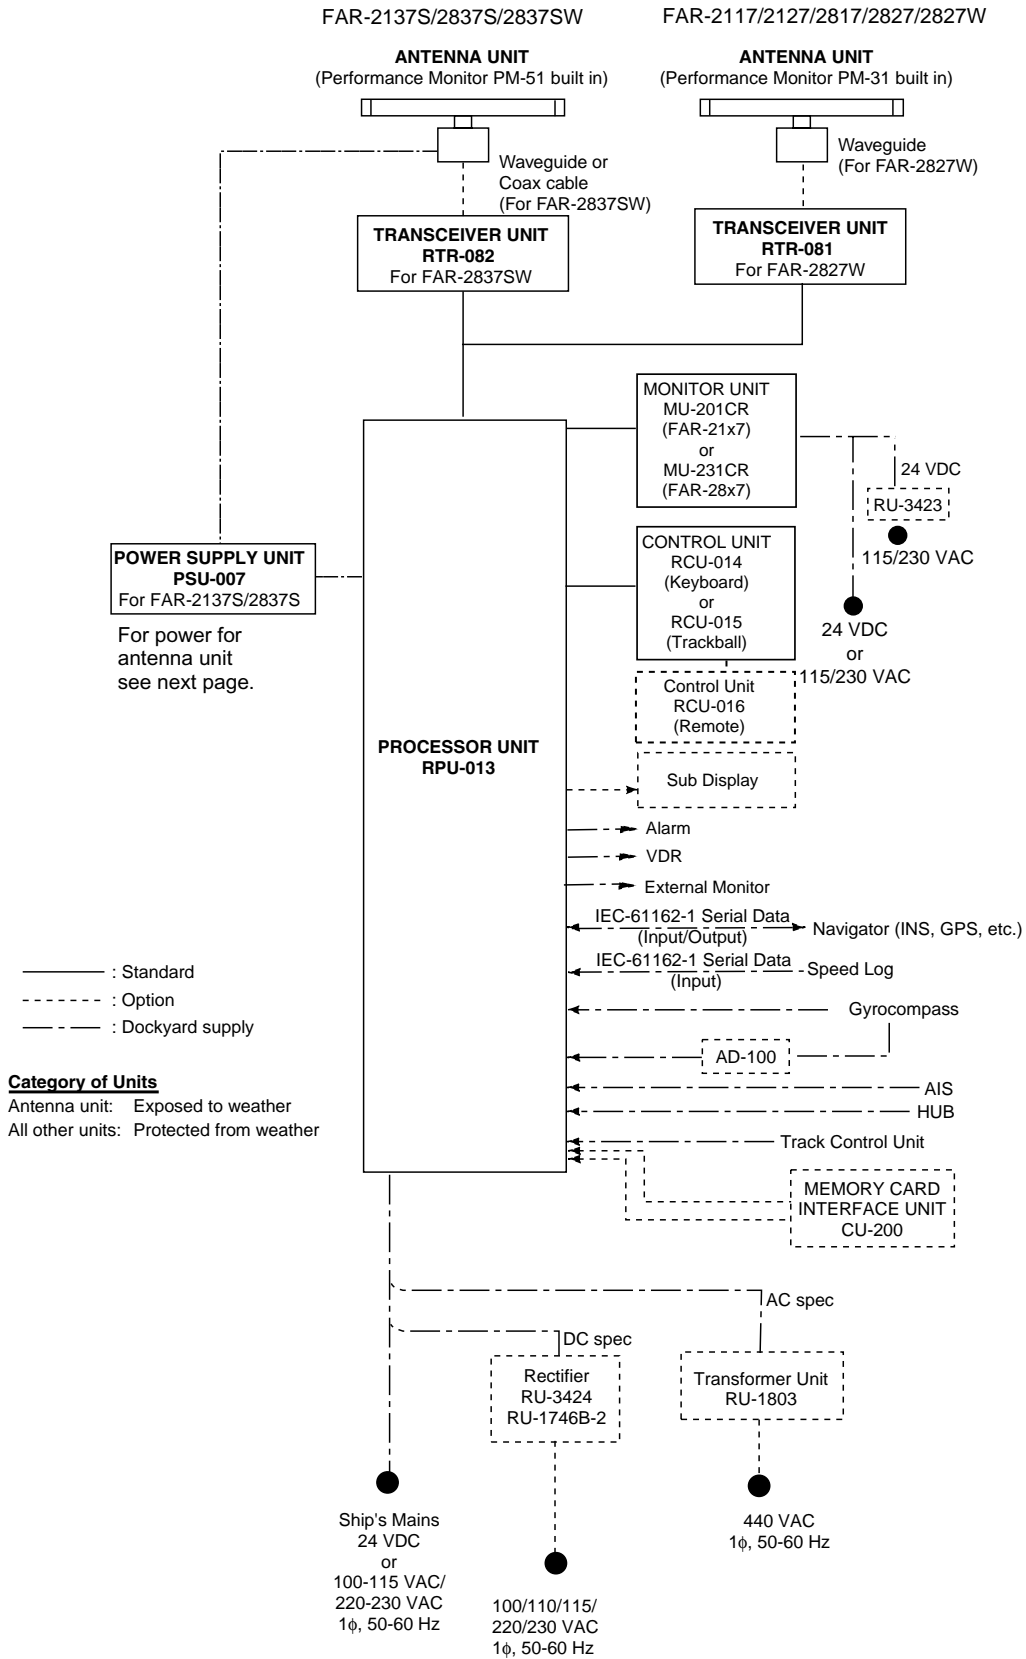 FAR-2137S/2837S/2837SW
FAR-2117/2127/2817/2827/2827W
ANTENNA UNIT
(Performance Monitor PM-51 built in)
ANTENNA UNIT
(Performance Monitor PM-31 built in)
Waveguide or
Coax cable
(For FAR-2837SW)
Waveguide
(For FAR-2827W)
TRANSCEIVER UNIT
RTR-082
For FAR-2837SW
TRANSCEIVER UNIT
RTR-081
For FAR-2827W
MONITOR UNIT
MU-201CR
(FAR-21x7)
or
MU-231CR
(FAR-28x7)
24 VDC
RU-3423
115/230 VAC
CONTROL UNIT
RCU-014
(Keyboard)
or
RCU-015
(Trackball)
24 VDC
or
115/230 VAC
POWER SUPPLY UNIT
PSU-007
For FAR-2137S/2837S
For power for
antenna unit
see next page.
Control Unit
RCU-016
(Remote)
PROCESSOR UNIT
RPU-013
Sub Display
Alarm
VDR
External Monitor
IEC-61162-1 Serial Data
(Input/Output)
Navigator (INS, GPS, etc.)
IEC-61162-1 Serial Data
(Input)
Speed Log
Gyrocompass
AD-100
AIS
HUB
Track Control Unit
MEMORY CARD
INTERFACE UNIT
CU-200
: Standard
: Option
: Dockyard supply
Category of Units
Antenna unit: Exposed to weather
All other units: Protected from weather
AC spec
DC spec
Rectifier
RU-3424
RU-1746B-2
Transformer Unit
RU-1803
Ship's Mains
24 VDC
or
100-115 VAC/
220-230 VAC
1ϕ, 50-60 Hz
100/110/115/
220/230 VAC
1ϕ, 50-60 Hz
440 VAC
1ϕ, 50-60 Hz